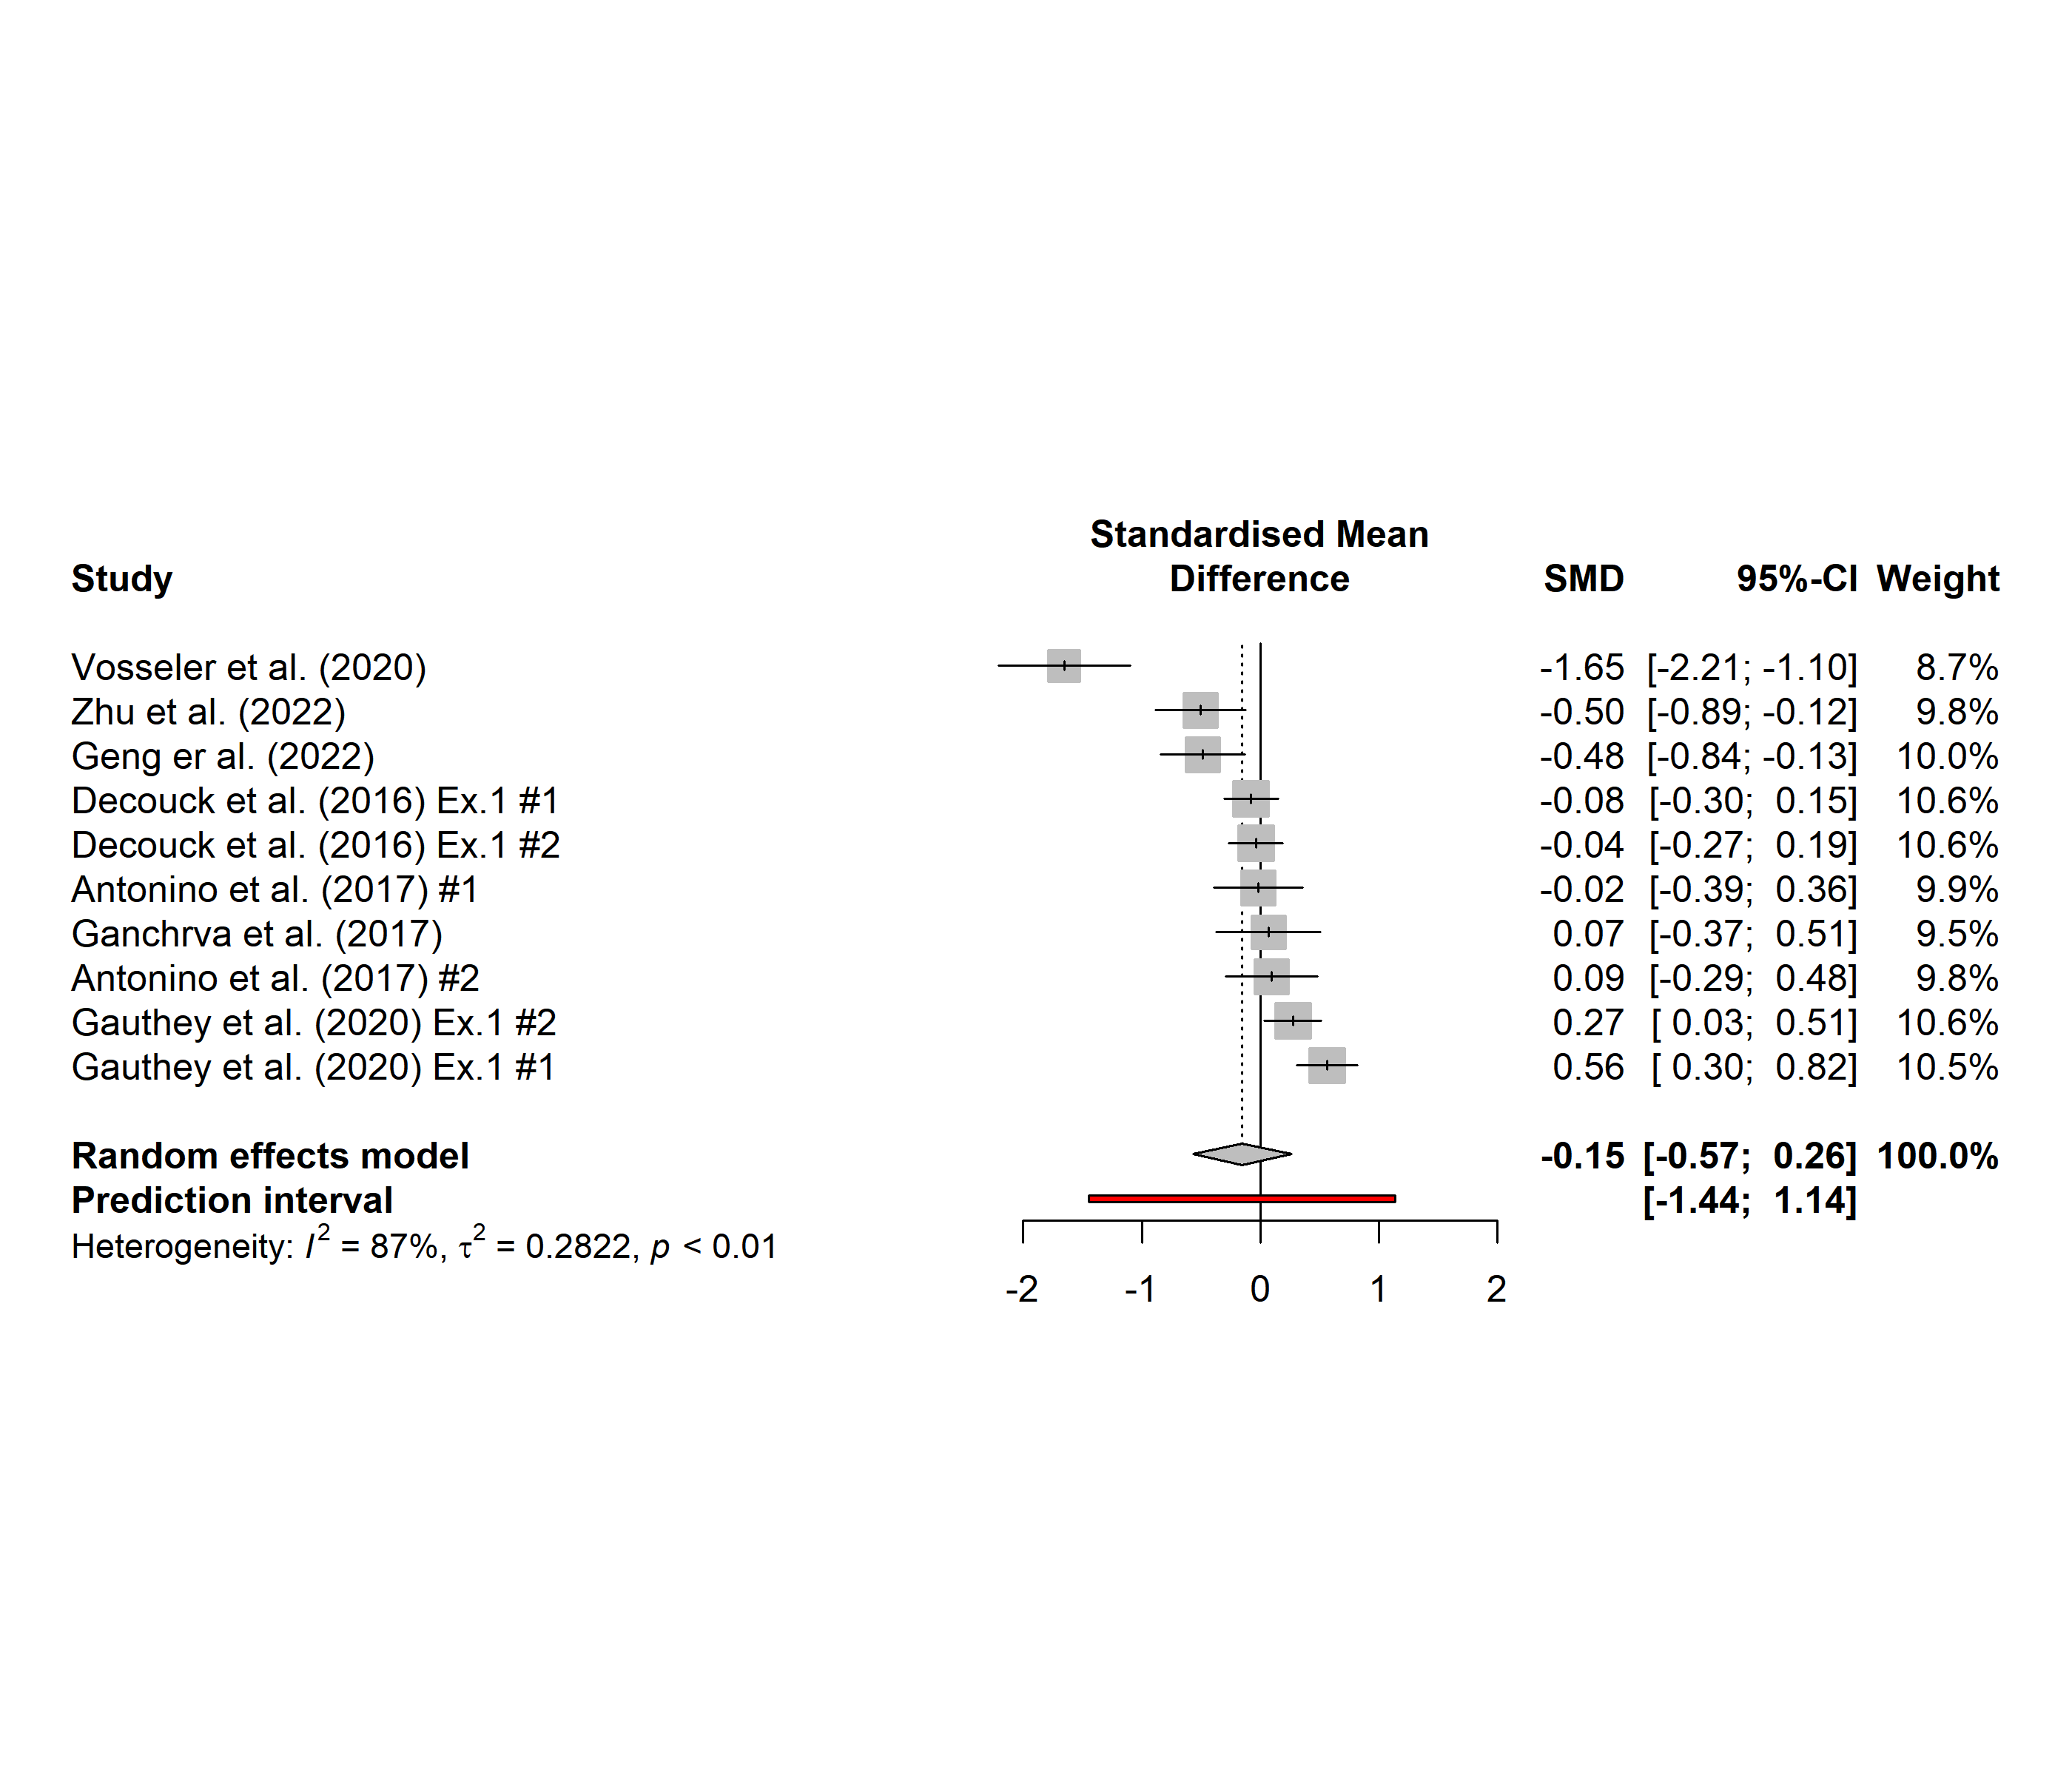 Standardised Mean
Study Difference SMD 95%-CI Weight
Vosseler et al. (2020) -1.65 [-2.21; -1.10] 8.7%
Zhu et al. (2022) -0.50 [-0.89; -0.12] 9.8%
Geng er al. (2022) -0.48 [-0.84; -0.13] 10.0%
Decouck et al. (2016) Ex.1 #1 -0.08 [-0.30; 0.15] 10.6%
Decouck et al. (2016) Ex.1 #2 -0.04 [-0.27; 0.19] 10.6%
Antonino et al. (2017) #1 -0.02 [-0.39; 0.36] 9.9%
Ganchrva et al. (2017) 0.07 [-0.37; 0.51] 9.5%
Antonino et al. (2017) #2 0.09 [-0.29; 0.48] 9.8%
Gauthey et al. (2020) Ex.1 #2 0.27 [ 0.03; 0.51] 10.6%
Gauthey et al. (2020) Ex.1 #1 0.56 [ 0.30; 0.82] 10.5%
Random effects model -0.15 [-0.57; 0.26] 100.0%
Prediction interval [-1.44; 1.14]
Heterogeneity: I² = 87%, τ² = 0.2822, p < 0.01
-2 -1 0 1 2